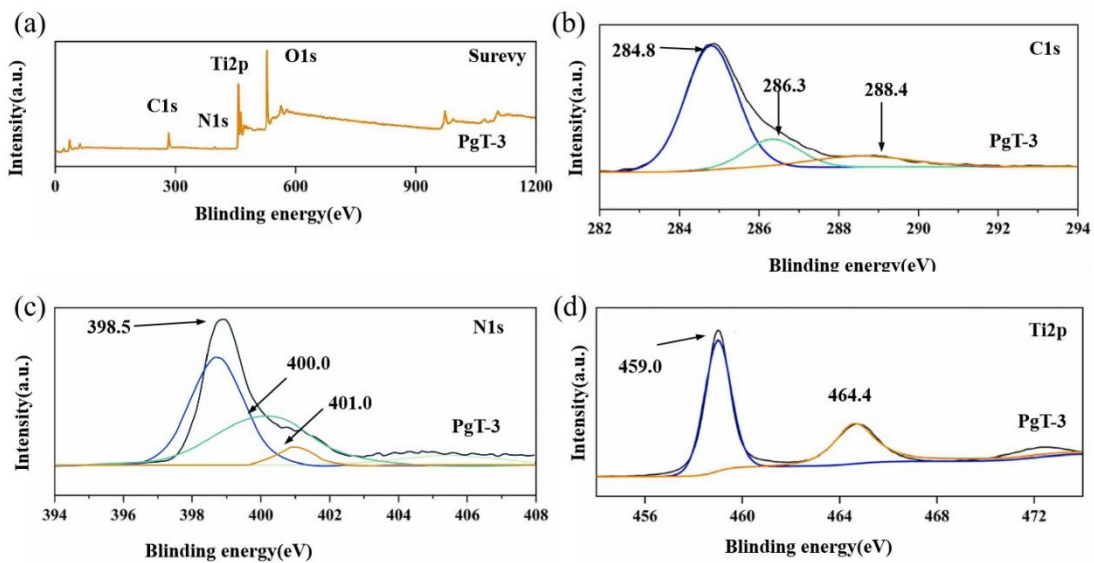 (a)
Surevy
O1s
Ti2p
C1s
N1s
PgT-3
Intensity(a.u.)
0 300 600 900 1200
Blinding energy(eV)
(b)
C1s
284.8
286.3
288.4
PgT-3
Intensity(a.u.)
282 284 286 288 290 292 294
Blinding energy(eV)
(c)
N1s
398.5
400.0
401.0
PgT-3
Intensity(a.u.)
394 396 398 400 402 404 406 408
Blinding energy(eV)
(d)
Ti2p
459.0
464.4
PgT-3
Intensity(a.u.)
456 460 464 468 472
Blinding energy(eV)